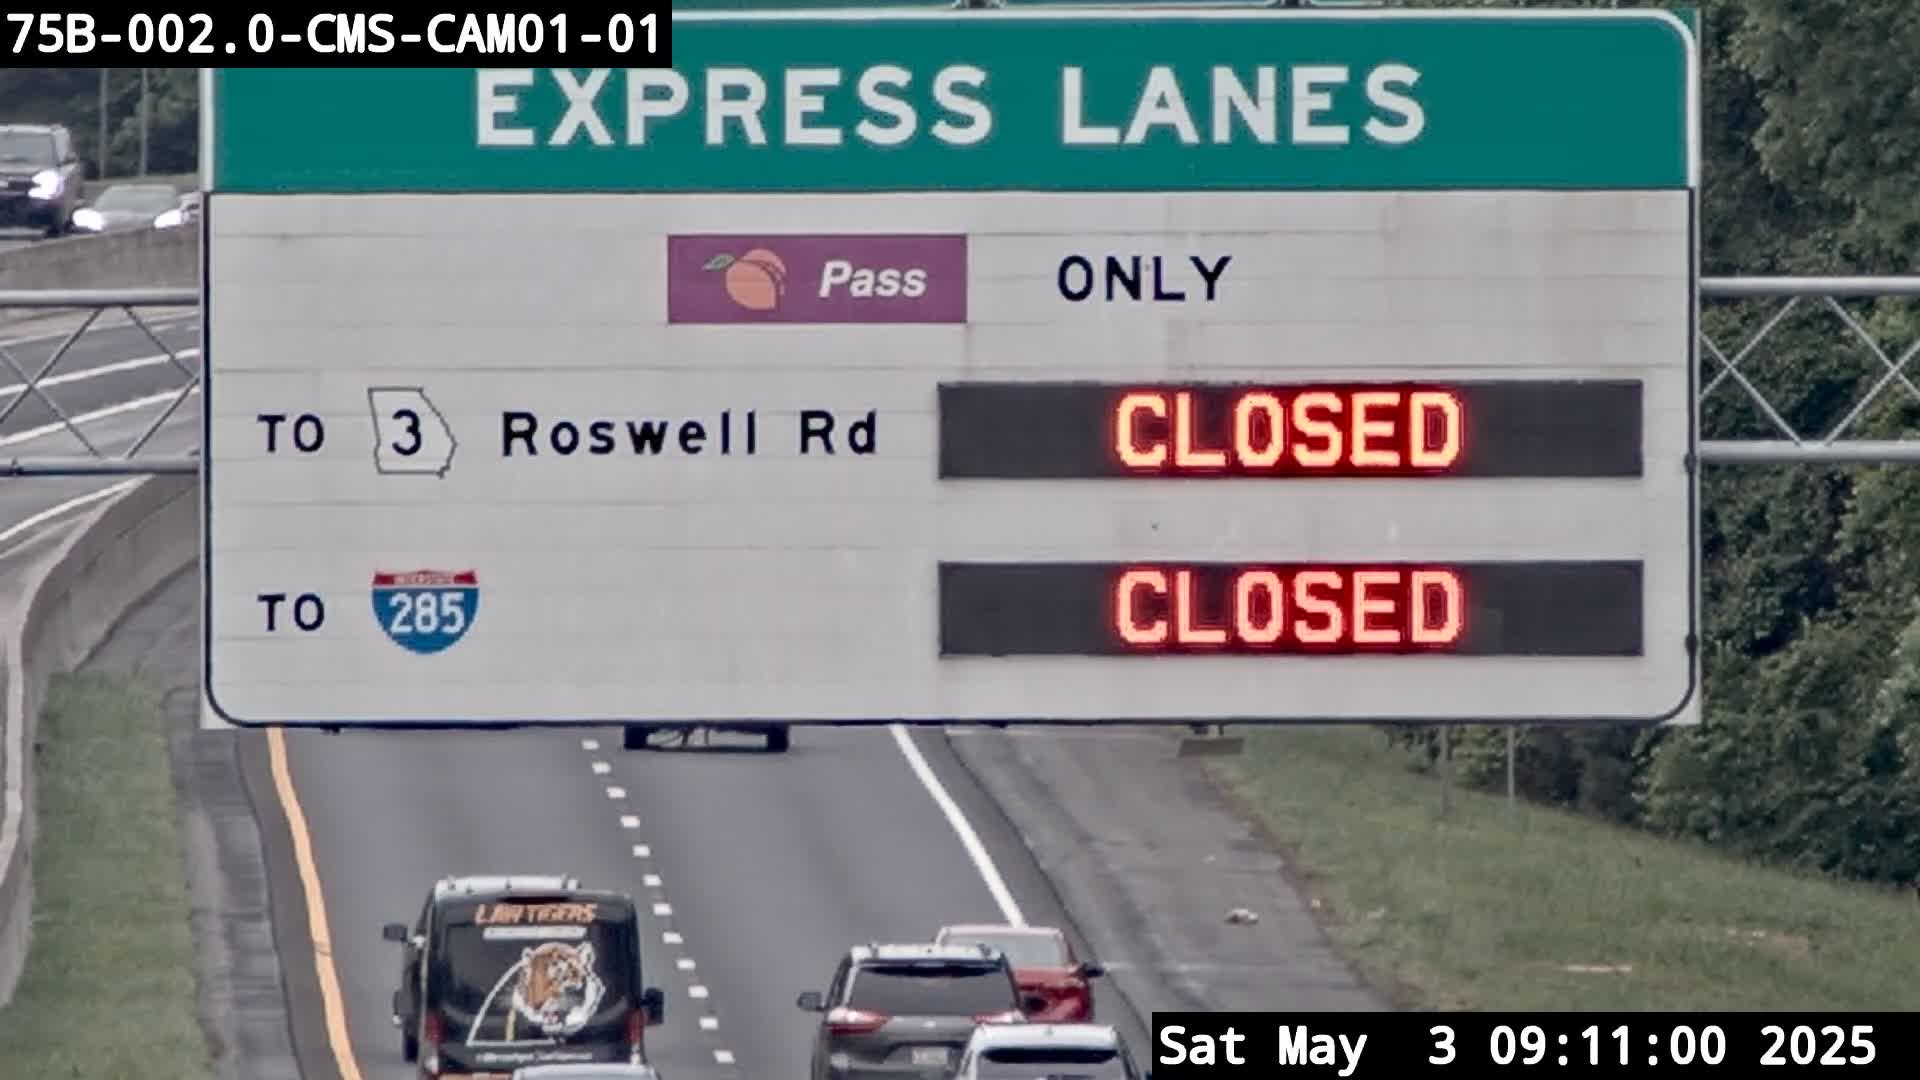 75B-002.0-CMS-CAM01-01
EXPRESS LANES
Pass ONLY
TO 3 Roswell Rd CLOSED
TO 285 CLOSED
LAW TIGERS
Sat May 3 09:11:00 2025